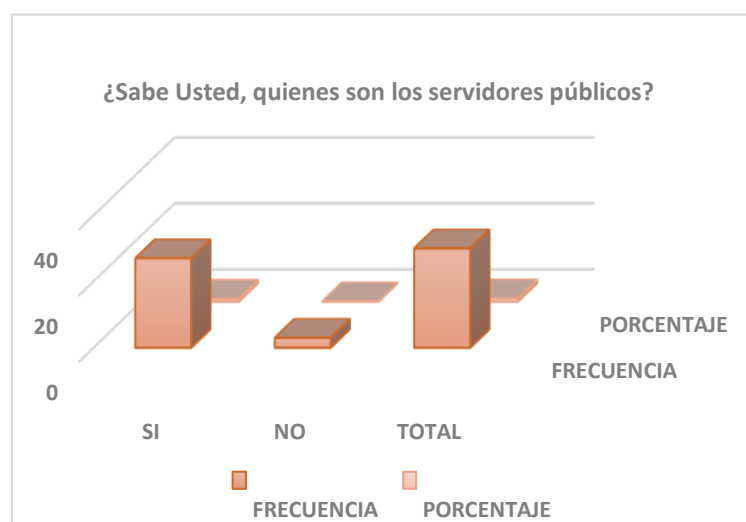 ¿Sabe Usted, quienes son los servidores públicos?
40
20
0
PORCENTAJE
FRECUENCIA
SI NO TOTAL
FRECUENCIA PORCENTAJE